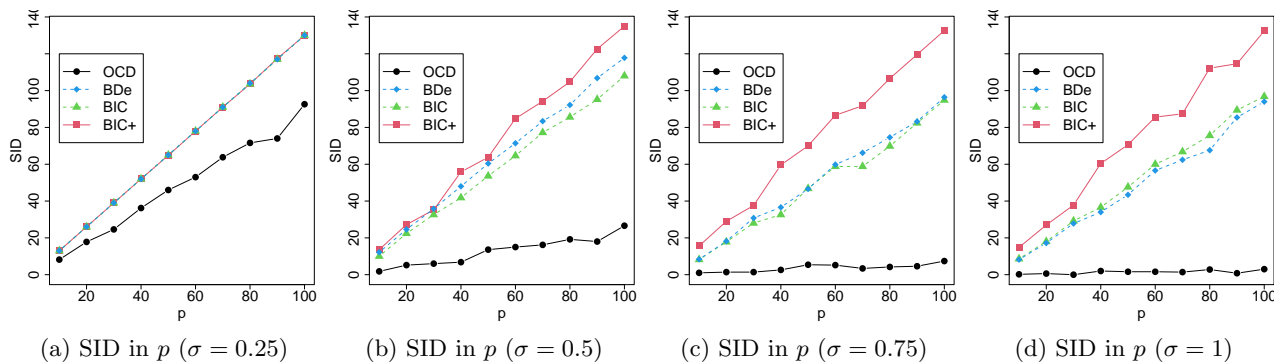 SID
0 20 40 60 80 100 140
20 40 60 80 100
p
OCD
BDe
BIC
BIC+
(a) SID in p (σ = 0.25)
SID
0 20 40 60 80 100 140
20 40 60 80 100
p
OCD
BDe
BIC
BIC+
(b) SID in p (σ = 0.5)
SID
0 20 40 60 80 100 140
20 40 60 80 100
p
OCD
BDe
BIC
BIC+
(c) SID in p (σ = 0.75)
SID
0 20 40 60 80 100 140
20 40 60 80 100
p
OCD
BDe
BIC
BIC+
(d) SID in p (σ = 1)